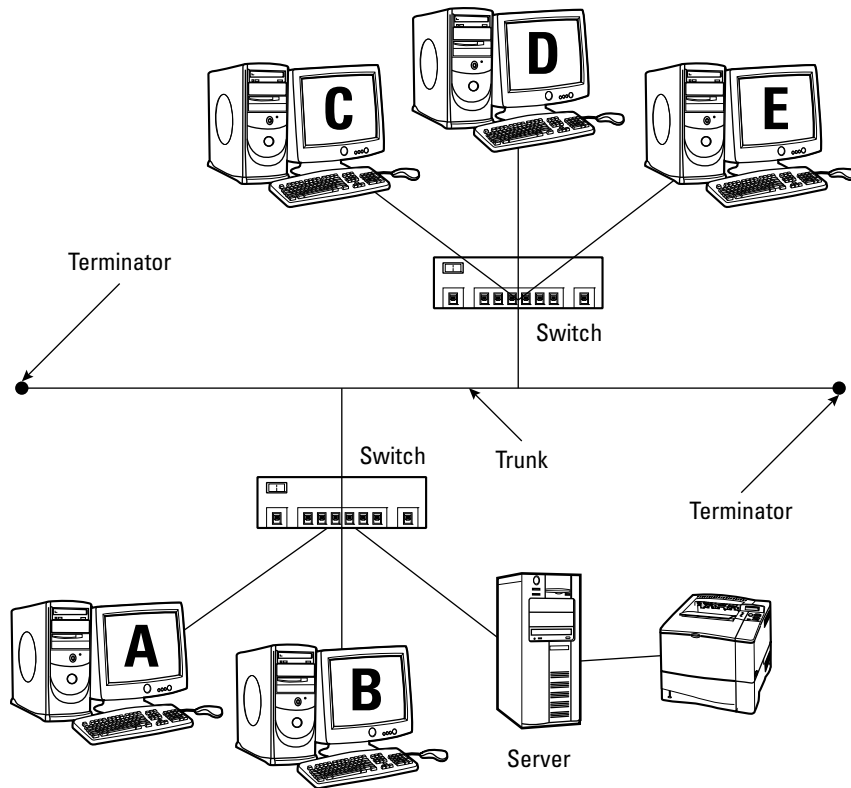 D
C
E
Terminator
Switch
Switch
Trunk
Terminator
A
B
Server